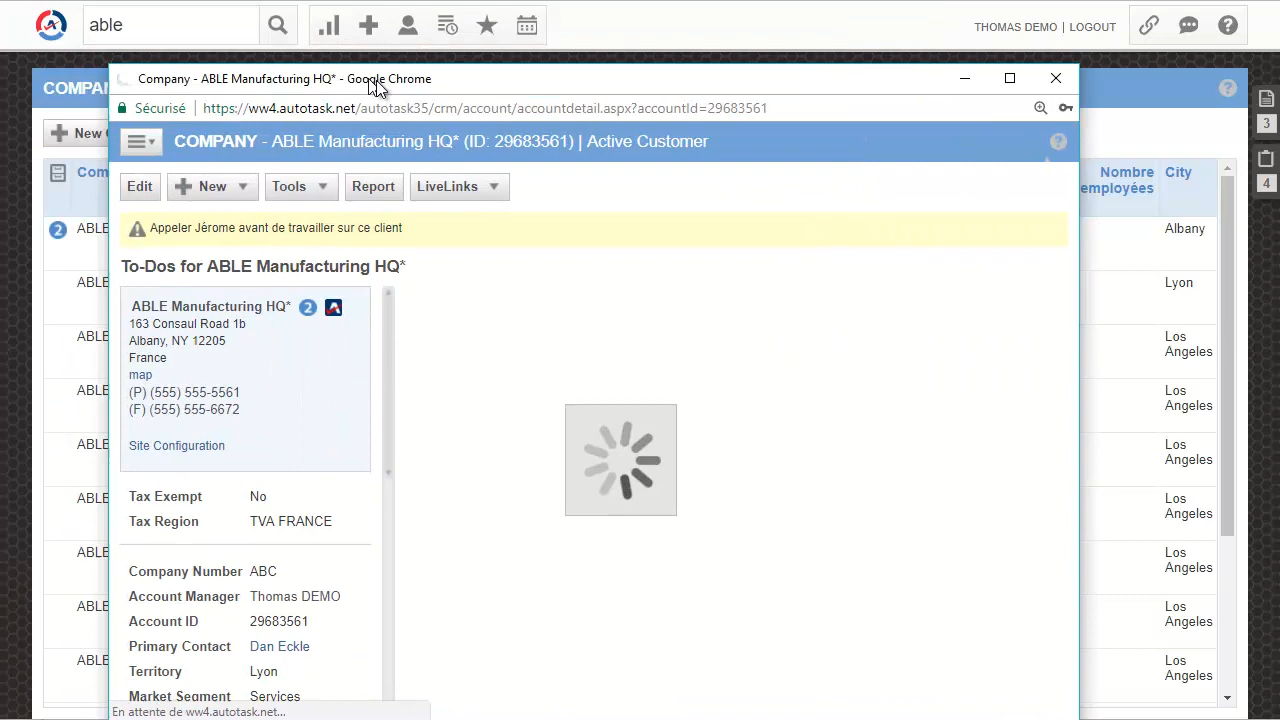 able
THOMAS DEMO | LOGOUT
Company - ABLE Manufacturing HQ* - Google Chrome
Sécurisé https://ww4.autotask.net/autotask35/crm/account/accountdetail.aspx?accountId=29683561
COMPANY - ABLE Manufacturing HQ* (ID: 29683561) | Active Customer
Edit New Tools Report LiveLinks
Appeler Jérome avant de travailler sur ce client
To-Dos for ABLE Manufacturing HQ*
ABLE Manufacturing HQ* 2
163 Consaul Road 1b
Albany, NY 12205
France
map
(P) (555) 555-5561
(F) (555) 555-6672
Site Configuration
Tax Exempt No
Tax Region TVA FRANCE
Company Number ABC
Account Manager Thomas DEMO
Account ID 29683561
Primary Contact Dan Eckle
Territory Lyon
Market Segment Services
En attente de ww4.autotask.net...
New
2 ABLE
ABLE
ABLE
ABLE
ABLE
ABLE
ABLE
ABLE
ABLE
Nombre
employées
City
Albany
Lyon
Los
Angeles
Los
Angeles
Los
Angeles
Los
Angeles
Los
Angeles
Los
Angeles
Los
Angeles
3
4